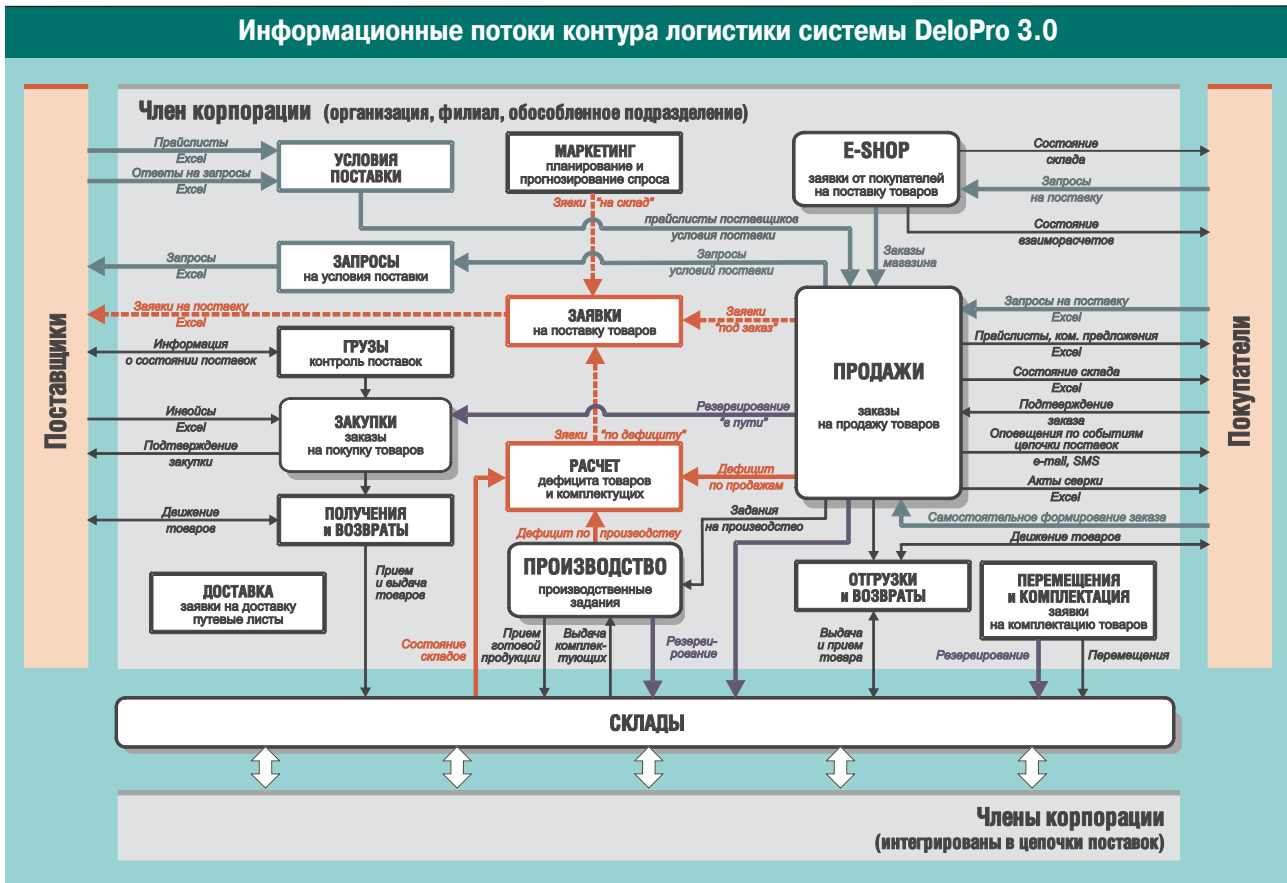 Информационные потоки контура логистики системы DeloPro 3.0
Член корпорации (организация, филиал, обособленное подразделение)
Поставщики
Покупатели
Прайслисты
Excel
Ответы на запросы
Excel
УСЛОВИЯ
ПОСТАВКИ
МАРКЕТИНГ
планирование и
прогнозирование спроса
E-SHOP
заявки от покупателей
на поставку товаров
Состояние
склада
Запросы
на поставку
Состояние
взаиморасчетов
Зявки "на склад"
прайслисты поставщиков
условия поставки
Заказы
магазина
Запросы
Excel
ЗАПРОСЫ
на условия поставки
Запросы
условий поставки
Заявки на поставку
Excel
ЗАЯВКИ
на поставку товаров
Заявки
"под заказ"
ПРОДАЖИ
заказы
на продажу товаров
Запросы на поставку
Excel
Прайслисты, ком. предложения
Excel
Состояние склада
Excel
Подтверждение
заказа
Оповещения по событиям
цепочки поставок
e-mail, SMS
Акты сверки
Excel
Самостоятельное формирование заказа
Движение товаров
Информация
о состоянии поставок
ГРУЗЫ
контроль поставок
Инвойсы
Excel
Подтверждение
закупки
ЗАКУПКИ
заказы
на покупку товаров
Резервирование
"в пути"
Зявки "по дефициту"
РАСЧЕТ
дефицита товаров
и комплектущих
Дефицит
по продажам
Движение
товаров
ПОЛУЧЕНИЯ
и ВОЗВРАТЫ
Дефицит по производству
Задания
на производство
Прием
и выдача
товаров
ПРОИЗВОДСТВО
производственные
задания
ДОСТАВКА
заявки на доставку
путевые листы
ОТГРУЗКИ
и ВОЗВРАТЫ
ПЕРЕМЕЩЕНИЯ
и КОМПЛЕКТАЦИЯ
заявки
на комплектацию товаров
Состояние
складов
Прием
готовой
продукции
Выдача
комплек-
тующих
Резерви-
рование
Выдача
и прием
товара
Резервирование
Перемещения
СКЛАДЫ
Члены корпорации
(интегрированы в цепочки поставок)